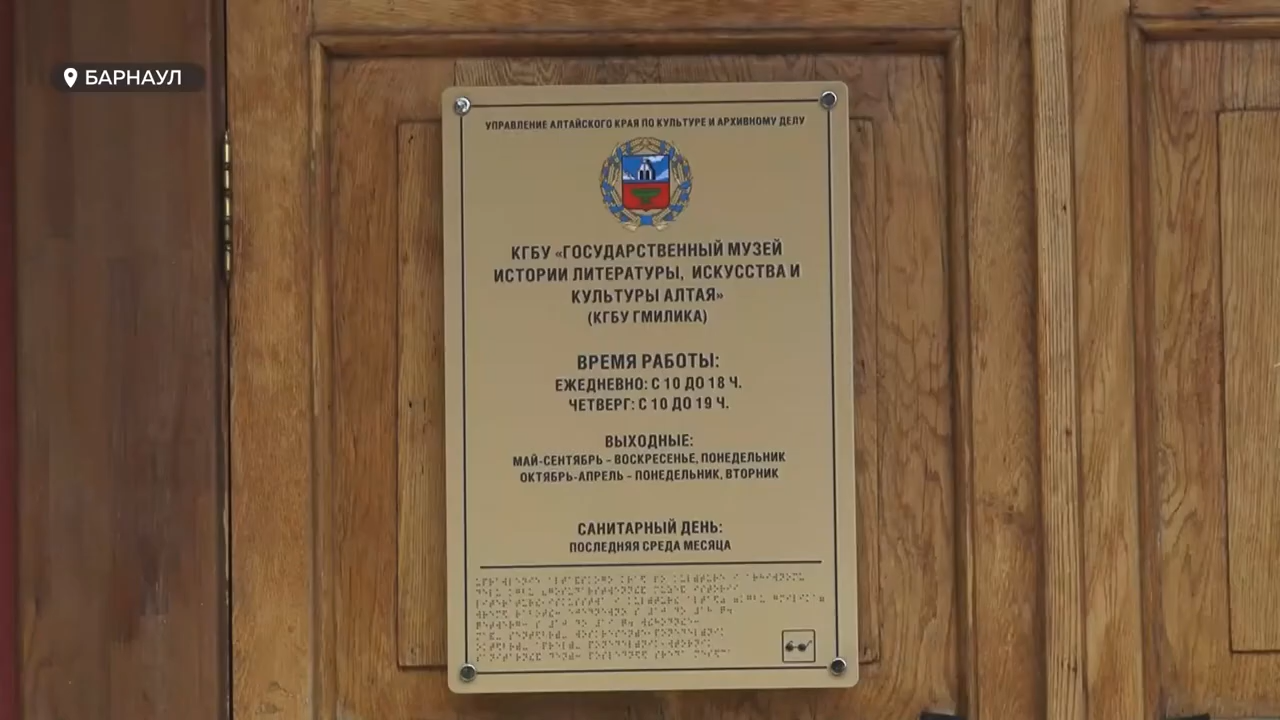 БАРНАУЛ
УПРАВЛЕНИЕ АЛТАЙСКОГО КРАЯ ПО КУЛЬТУРЕ И АРХИВНОМУ ДЕЛУ
КГБУ «ГОСУДАРСТВЕННЫЙ МУЗЕЙ
ИСТОРИИ ЛИТЕРАТУРЫ, ИСКУССТВА И
КУЛЬТУРЫ АЛТАЯ»
(КГБУ ГМИЛИКА)
ВРЕМЯ РАБОТЫ:
ЕЖЕДНЕВНО: С 10 ДО 18 Ч.
ЧЕТВЕРГ: С 10 ДО 19 Ч.
ВЫХОДНЫЕ:
МАЙ-СЕНТЯБРЬ - ВОСКРЕСЕНЬЕ, ПОНЕДЕЛЬНИК
ОКТЯБРЬ-АПРЕЛЬ - ПОНЕДЕЛЬНИК, ВТОРНИК
САНИТАРНЫЙ ДЕНЬ:
ПОСЛЕДНЯЯ СРЕДА МЕСЯЦА